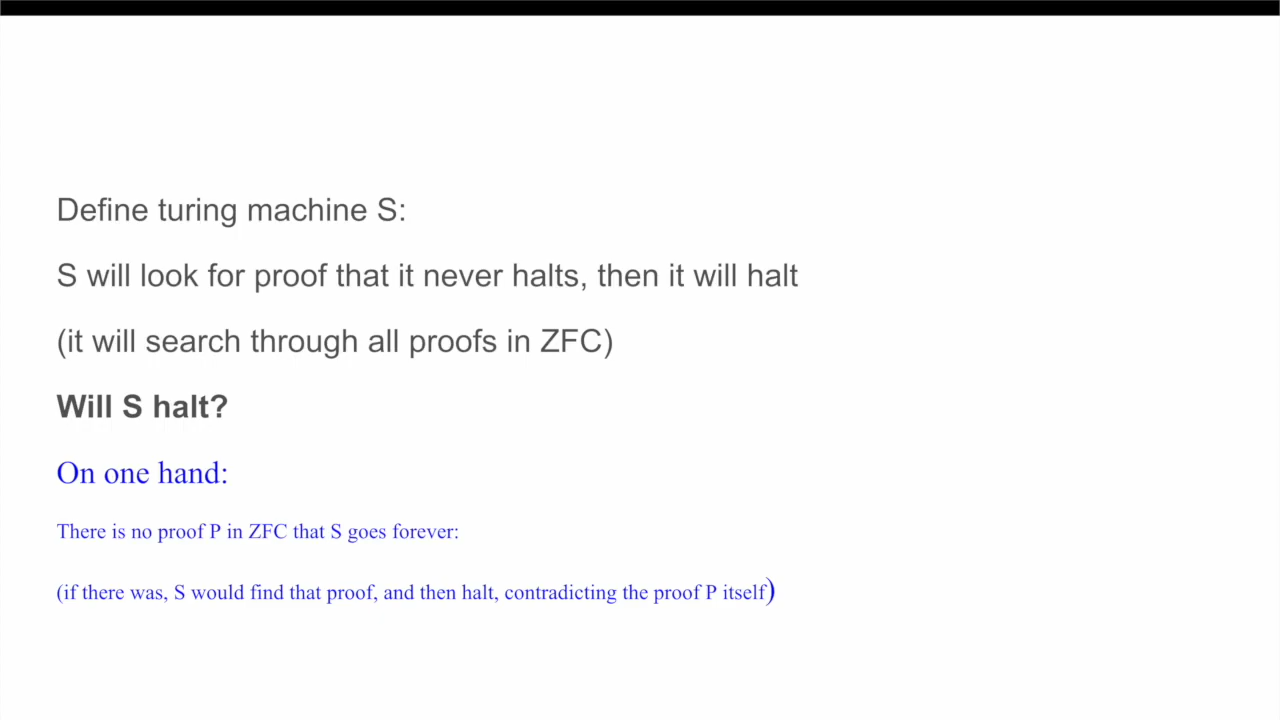 Define turing machine S:
S will look for proof that it never halts, then it will halt
(it will search through all proofs in ZFC)
Will S halt?
On one hand:
There is no proof P in ZFC that S goes forever:
(if there was, S would find that proof, and then halt, contradicting the proof P itself)